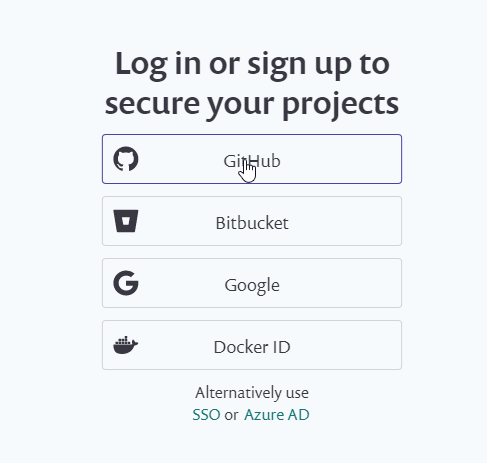 Log in or sign up to
secure your projects
GitHub
Bitbucket
Google
Docker ID
Alternatively use
SSO or Azure AD